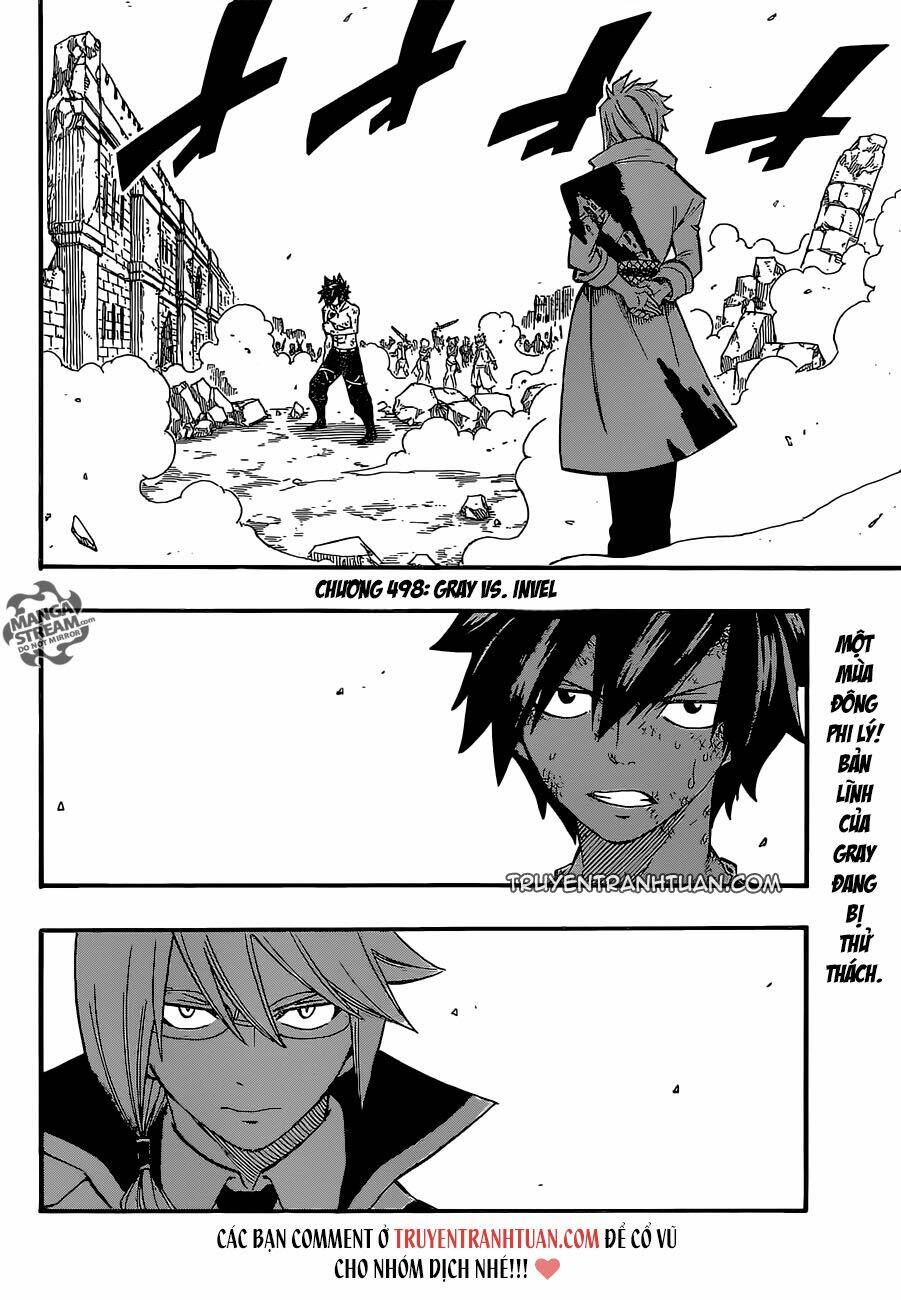 CHƯƠNG 498: GRAY VS. INVEL
MANGA
STREAM.COM
DO NOT MIRROR
MỘT
MÙA
ĐÔNG
PHI LÝ!
BẢN
LĨNH
CỦA
GRAY
ĐANG
BỊ
THỬ
THÁCH.
TRUYENTRANHTUAN.COM
CÁC BẠN COMMENT Ở TRUYENTRANHTUAN.COM ĐỂ CỔ VŨ
CHO NHÓM DỊCH NHÉ!!! ❤